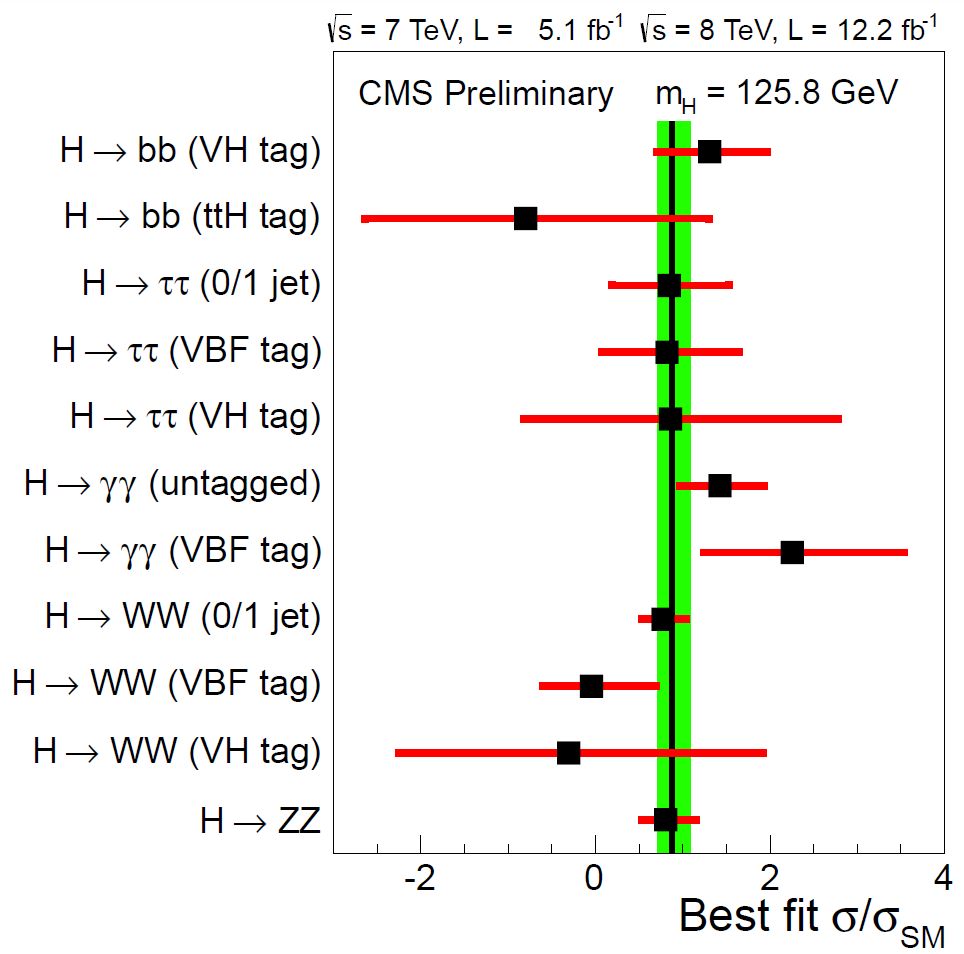 √s = 7 TeV, L = 5.1 fb⁻¹ √s = 8 TeV, L = 12.2 fb⁻¹
CMS Preliminary m_H = 125.8 GeV
H → bb (VH tag)
H → bb (ttH tag)
H → ττ (0/1 jet)
H → ττ (VBF tag)
H → ττ (VH tag)
H → γγ (untagged)
H → γγ (VBF tag)
H → WW (0/1 jet)
H → WW (VBF tag)
H → WW (VH tag)
H → ZZ
-2 0 2 4
Best fit σ/σ_SM